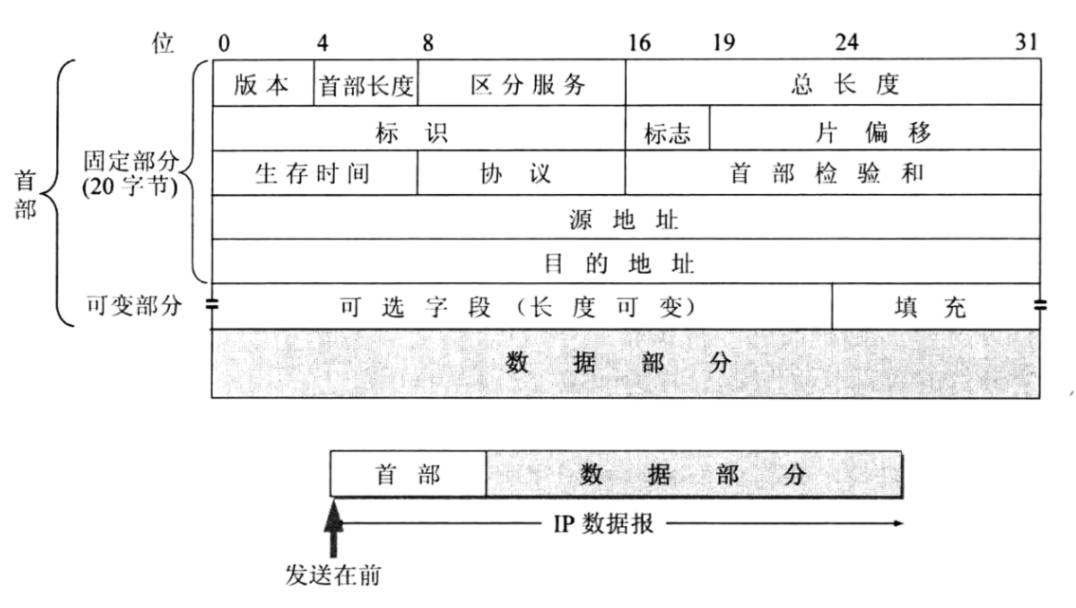 位 0 4 8 16 19 24 31
版本 首部长度 区分服务 总长度
标识 标志 片偏移
固定部分
(20 字节)
首部
生存时间 协议 首部检验和
源地址
目的地址
可变部分 可选字段(长度可变) 填充
数据部分
首部 数据部分
IP 数据报
发送在前